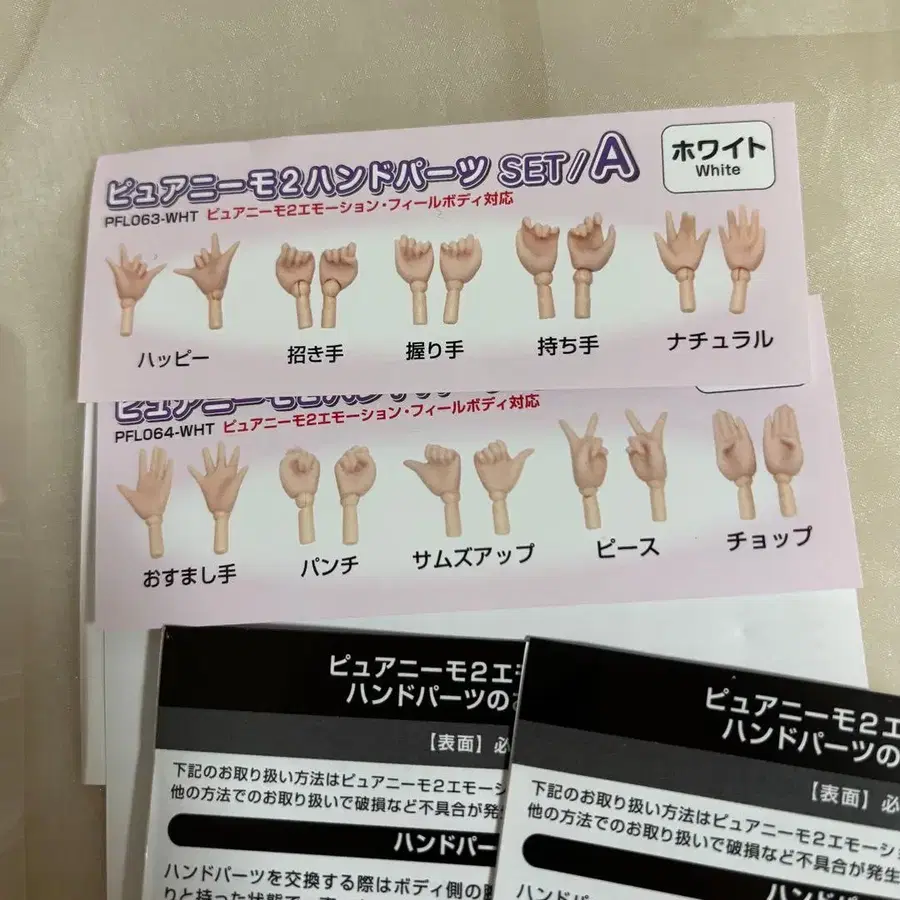 ピュアニーモ2ハンドパーツ SET/A
ホワイト
White
PFL063-WHT ピュアニーモ2エモーション・フィールボディ対応
ハッピー
招き手
握り手
持ち手
ナチュラル
PFL064-WHT ピュアニーモ2エモーション・フィールボディ対応
おすまし手
パンチ
サムズアップ
ピース
チョップ
ピュアニーモ2エ
ハンドパーツの
【表面】必
下記のお取り扱い方法はピュアニーモ2エモーシ
他の方法でのお取り扱いで破損など不具合が発
ハンドパー
ハンドパーツを交換する際はボディ側の
りと持った状態で
ピュアニーモ2エ
ハンドパーツの
【表面】必
下記のお取り扱い方法はピュアニーモ2エモーシ
他の方法でのお取り扱いで破損など不具合が発生